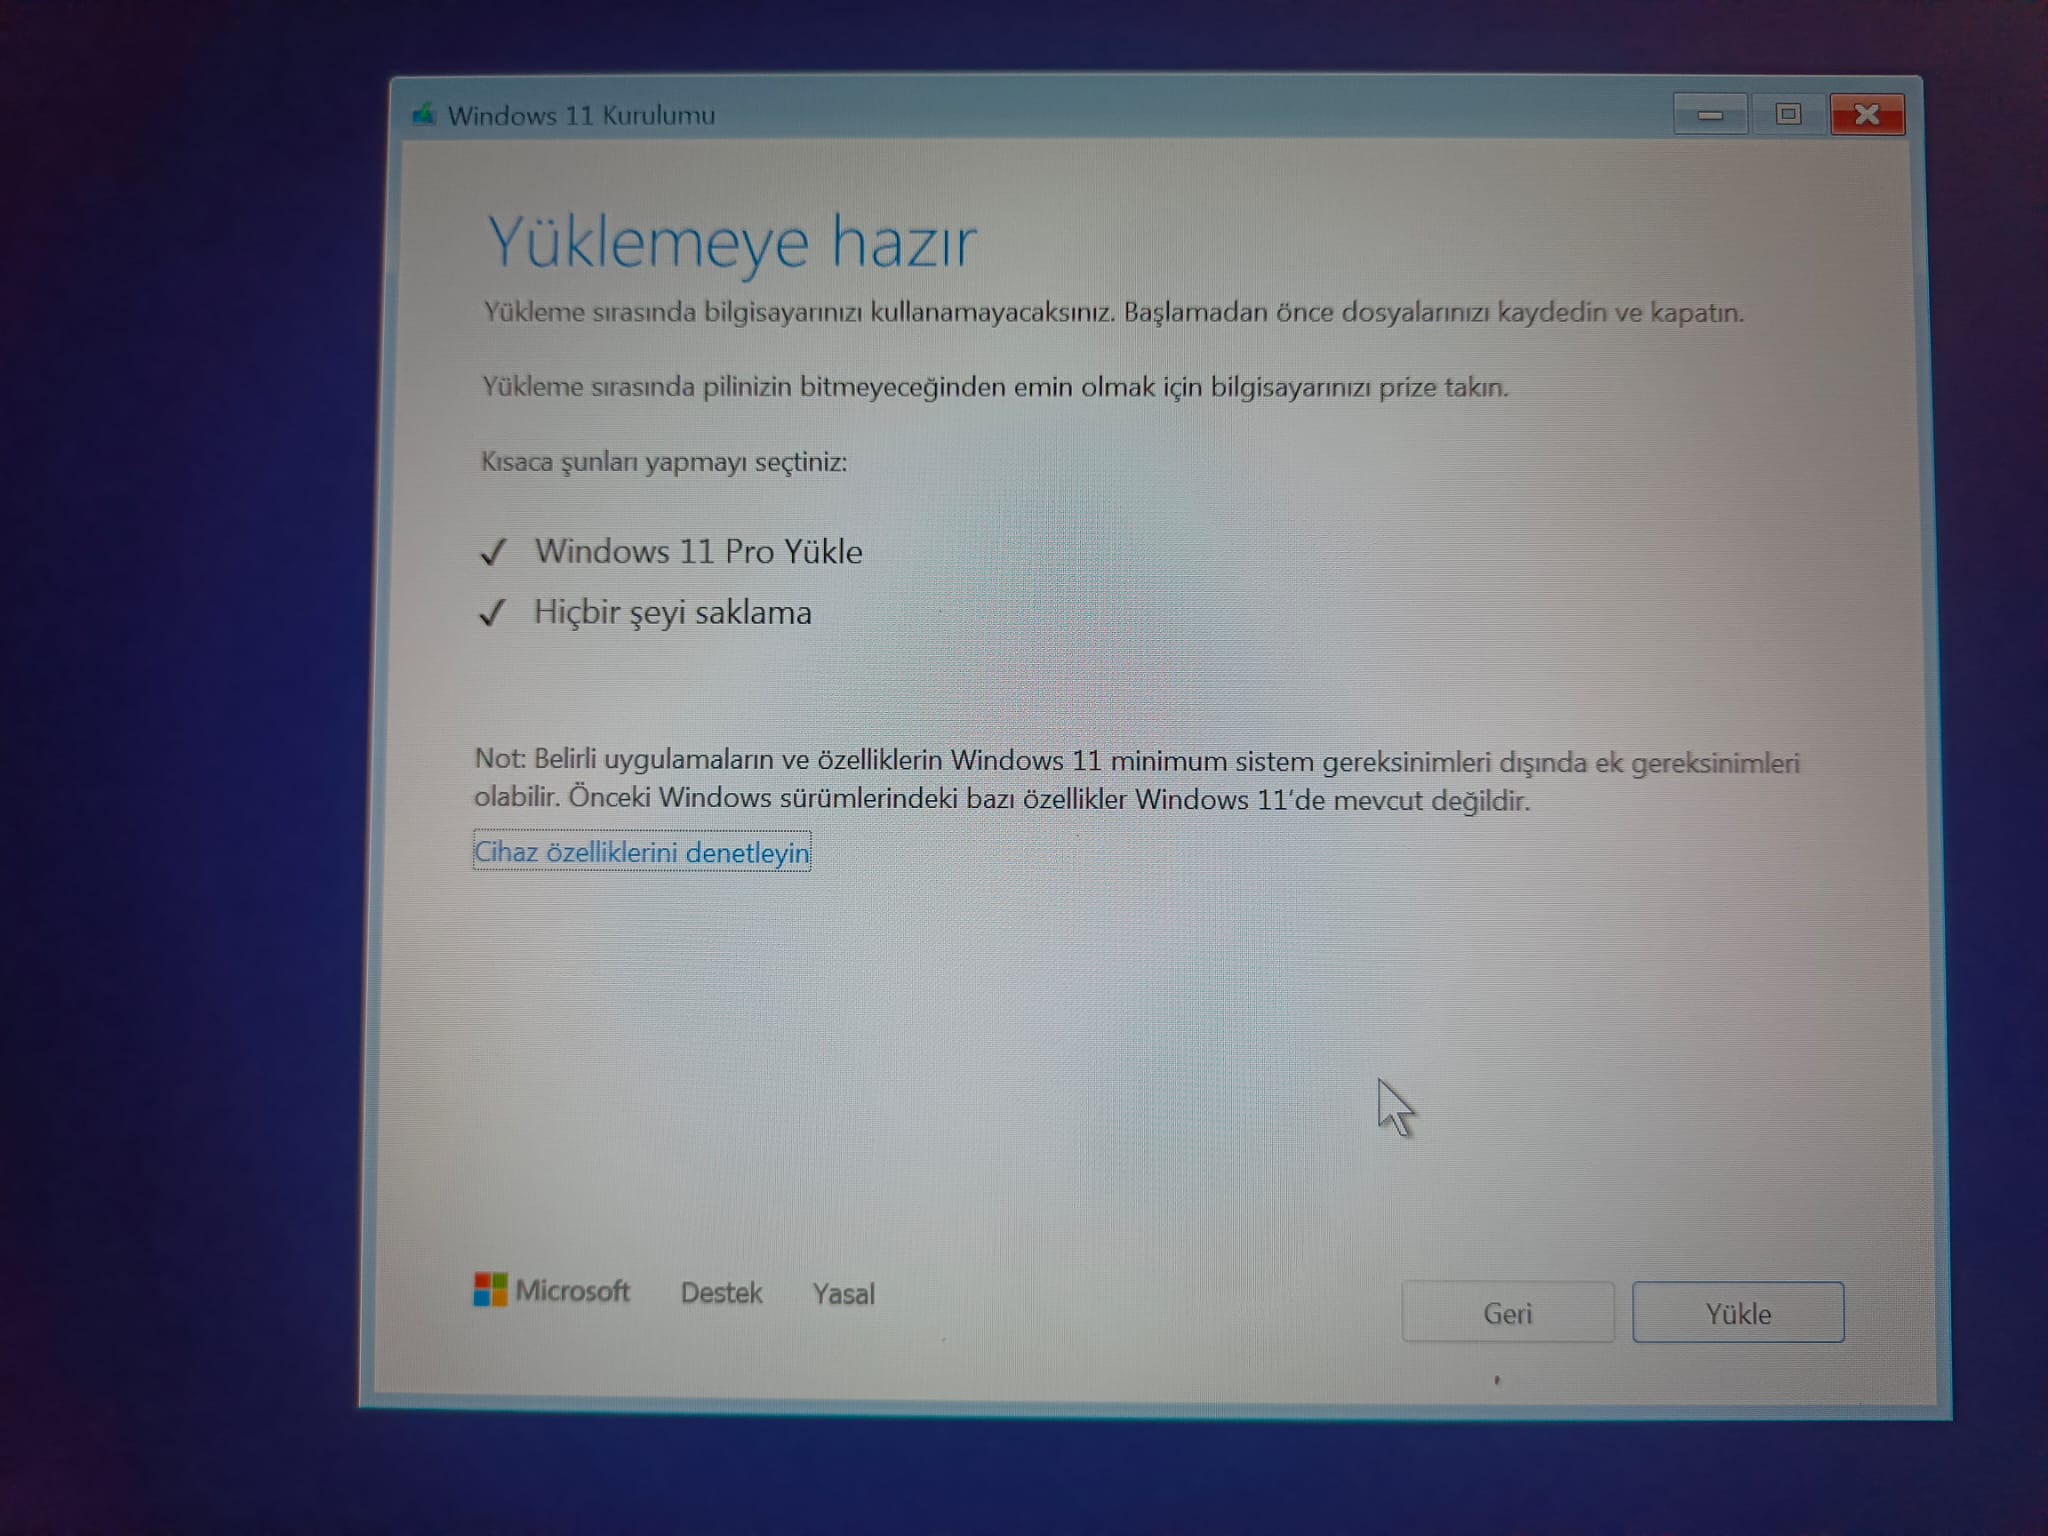 Windows 11 Kurulumu
Yüklemeye hazır
Yükleme sırasında bilgisayarınızı kullanamayacaksınız. Başlamadan önce dosyalarınızı kaydedin ve kapatın.
Yükleme sırasında pilinizin bitmeyeceğinden emin olmak için bilgisayarınızı prize takın.
Kısaca şunları yapmayı seçtiniz:
✓ Windows 11 Pro Yükle
✓ Hiçbir şeyi saklama
Not: Belirli uygulamaların ve özelliklerin Windows 11 minimum sistem gereksinimleri dışında ek gereksinimleri
olabilir. Önceki Windows sürümlerindeki bazı özellikler Windows 11'de mevcut değildir.
Cihaz özelliklerini denetleyin
Microsoft Destek Yasal Geri Yükle